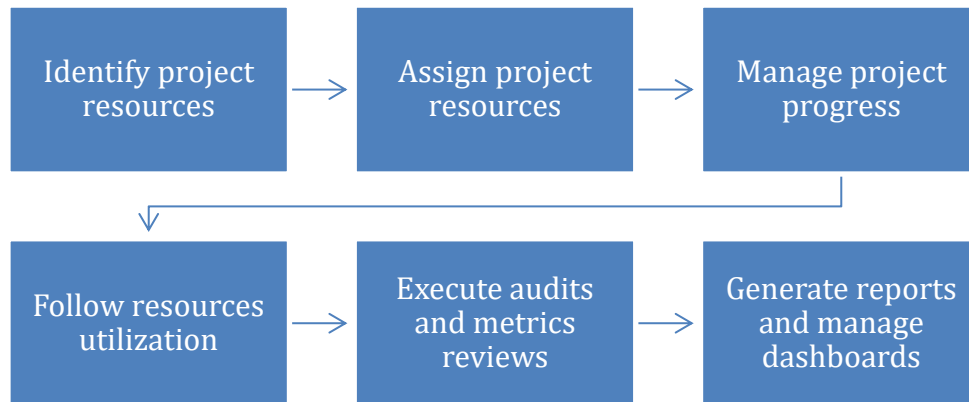 Identify project
resources
Assign project
resources
Manage project
progress
Follow resources
utilization
Execute audits
and metrics
reviews
Generate reports
and manage
dashboards